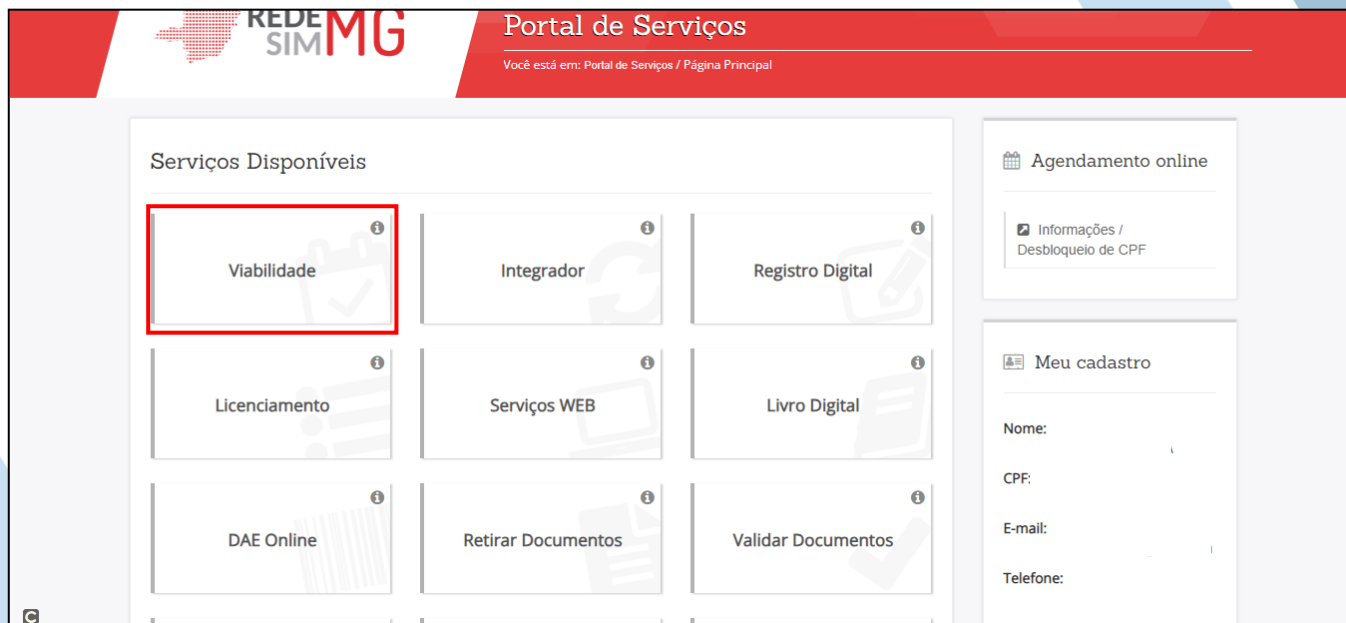 REDE
SIM MG
Portal de Serviços
Você está em: Portal de Serviços / Página Principal
Serviços Disponíveis
Viabilidade
Integrador
Registro Digital
Licenciamento
Serviços WEB
Livro Digital
DAE Online
Retirar Documentos
Validar Documentos
Agendamento online
Informações /
Desbloqueio de CPF
Meu cadastro
Nome:
CPF:
E-mail:
Telefone: